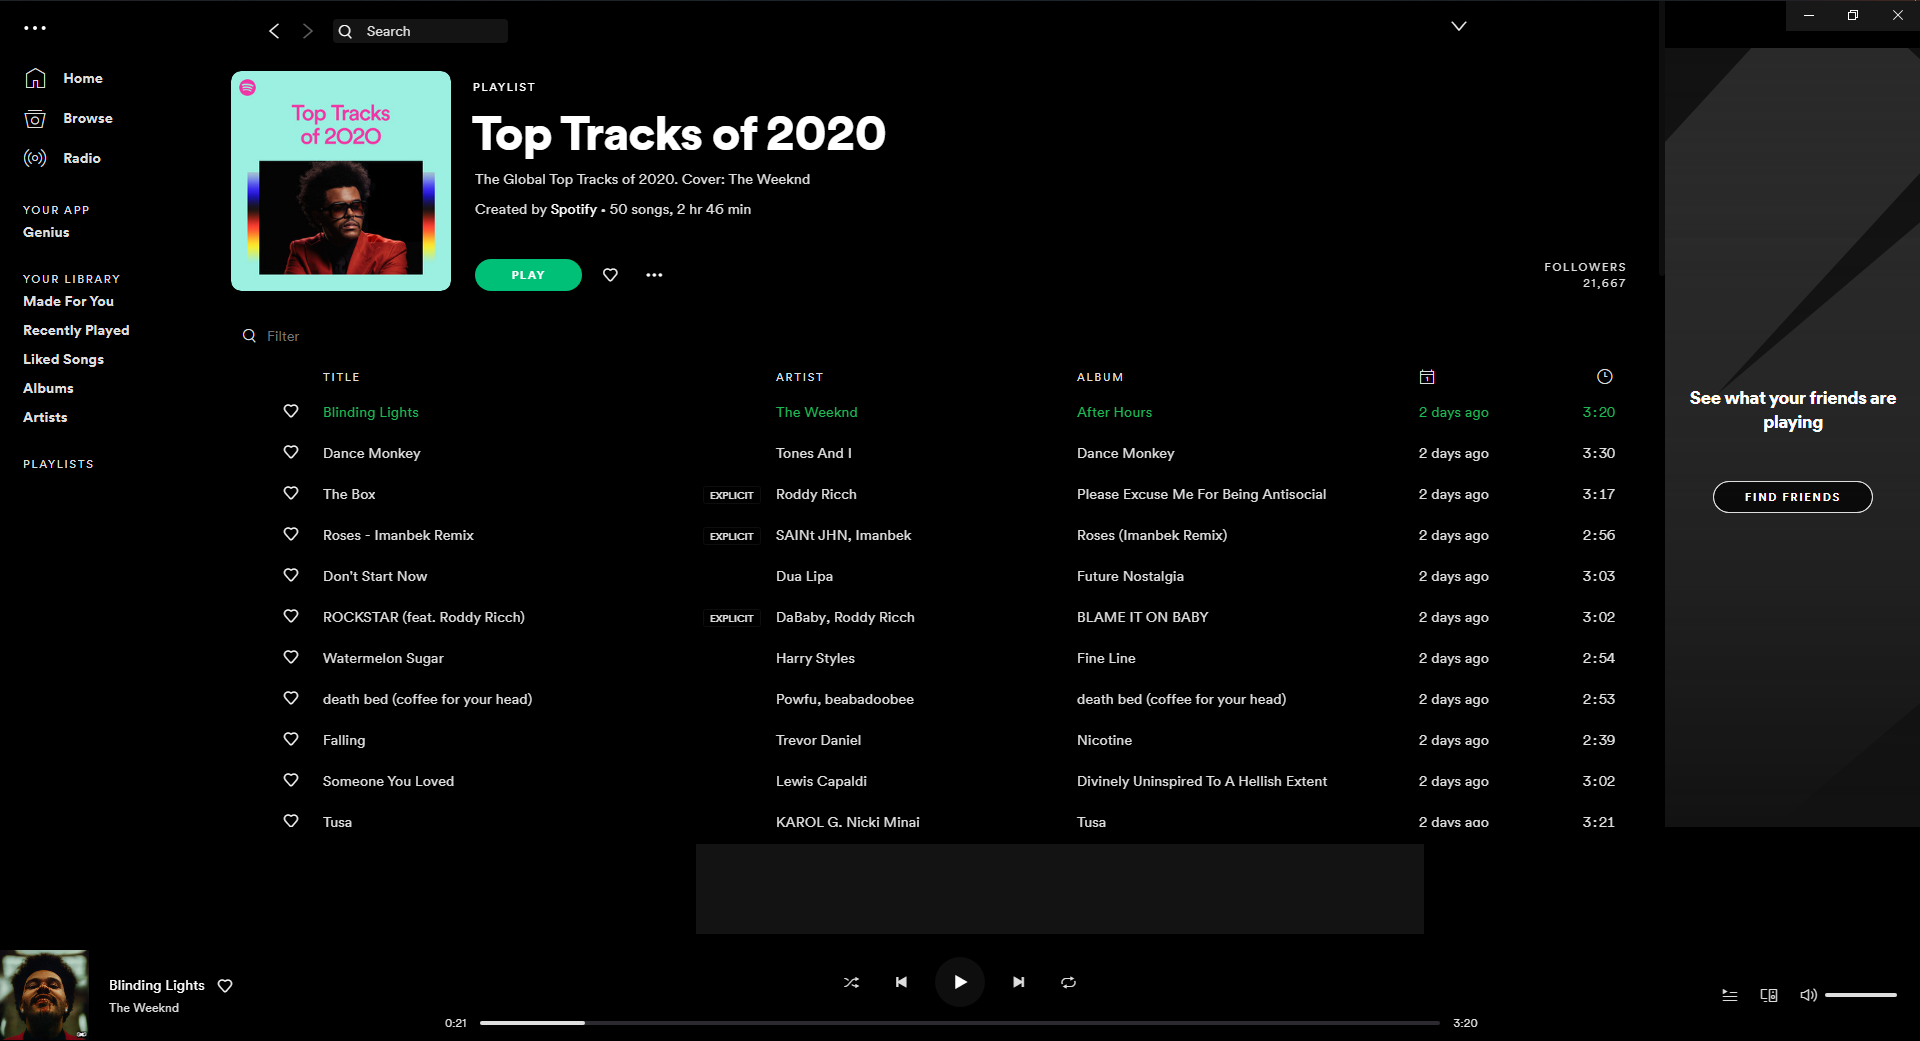 Search
Home
Browse
Radio
YOUR APP
Genius
YOUR LIBRARY
Made For You
Recently Played
Liked Songs
Albums
Artists
PLAYLISTS
Top Tracks
of 2020
PLAYLIST
Top Tracks of 2020
The Global Top Tracks of 2020. Cover: The Weeknd
Created by Spotify • 50 songs, 2 hr 46 min
PLAY
FOLLOWERS
21,667
Filter
TITLE ARTIST ALBUM
Blinding Lights The Weeknd After Hours 2 days ago 3:20
Dance Monkey Tones And I Dance Monkey 2 days ago 3:30
The Box EXPLICIT Roddy Ricch Please Excuse Me For Being Antisocial 2 days ago 3:17
Roses - Imanbek Remix EXPLICIT SAINt JHN, Imanbek Roses (Imanbek Remix) 2 days ago 2:56
Don't Start Now Dua Lipa Future Nostalgia 2 days ago 3:03
ROCKSTAR (feat. Roddy Ricch) EXPLICIT DaBaby, Roddy Ricch BLAME IT ON BABY 2 days ago 3:02
Watermelon Sugar Harry Styles Fine Line 2 days ago 2:54
death bed (coffee for your head) Powfu, beabadoobee death bed (coffee for your head) 2 days ago 2:53
Falling Trevor Daniel Nicotine 2 days ago 2:39
Someone You Loved Lewis Capaldi Divinely Uninspired To A Hellish Extent 2 days ago 3:02
Tusa KAROL G, Nicki Minaj Tusa 2 days ago 3:21
See what your friends are
playing
FIND FRIENDS
Blinding Lights
The Weeknd
0:21
3:20